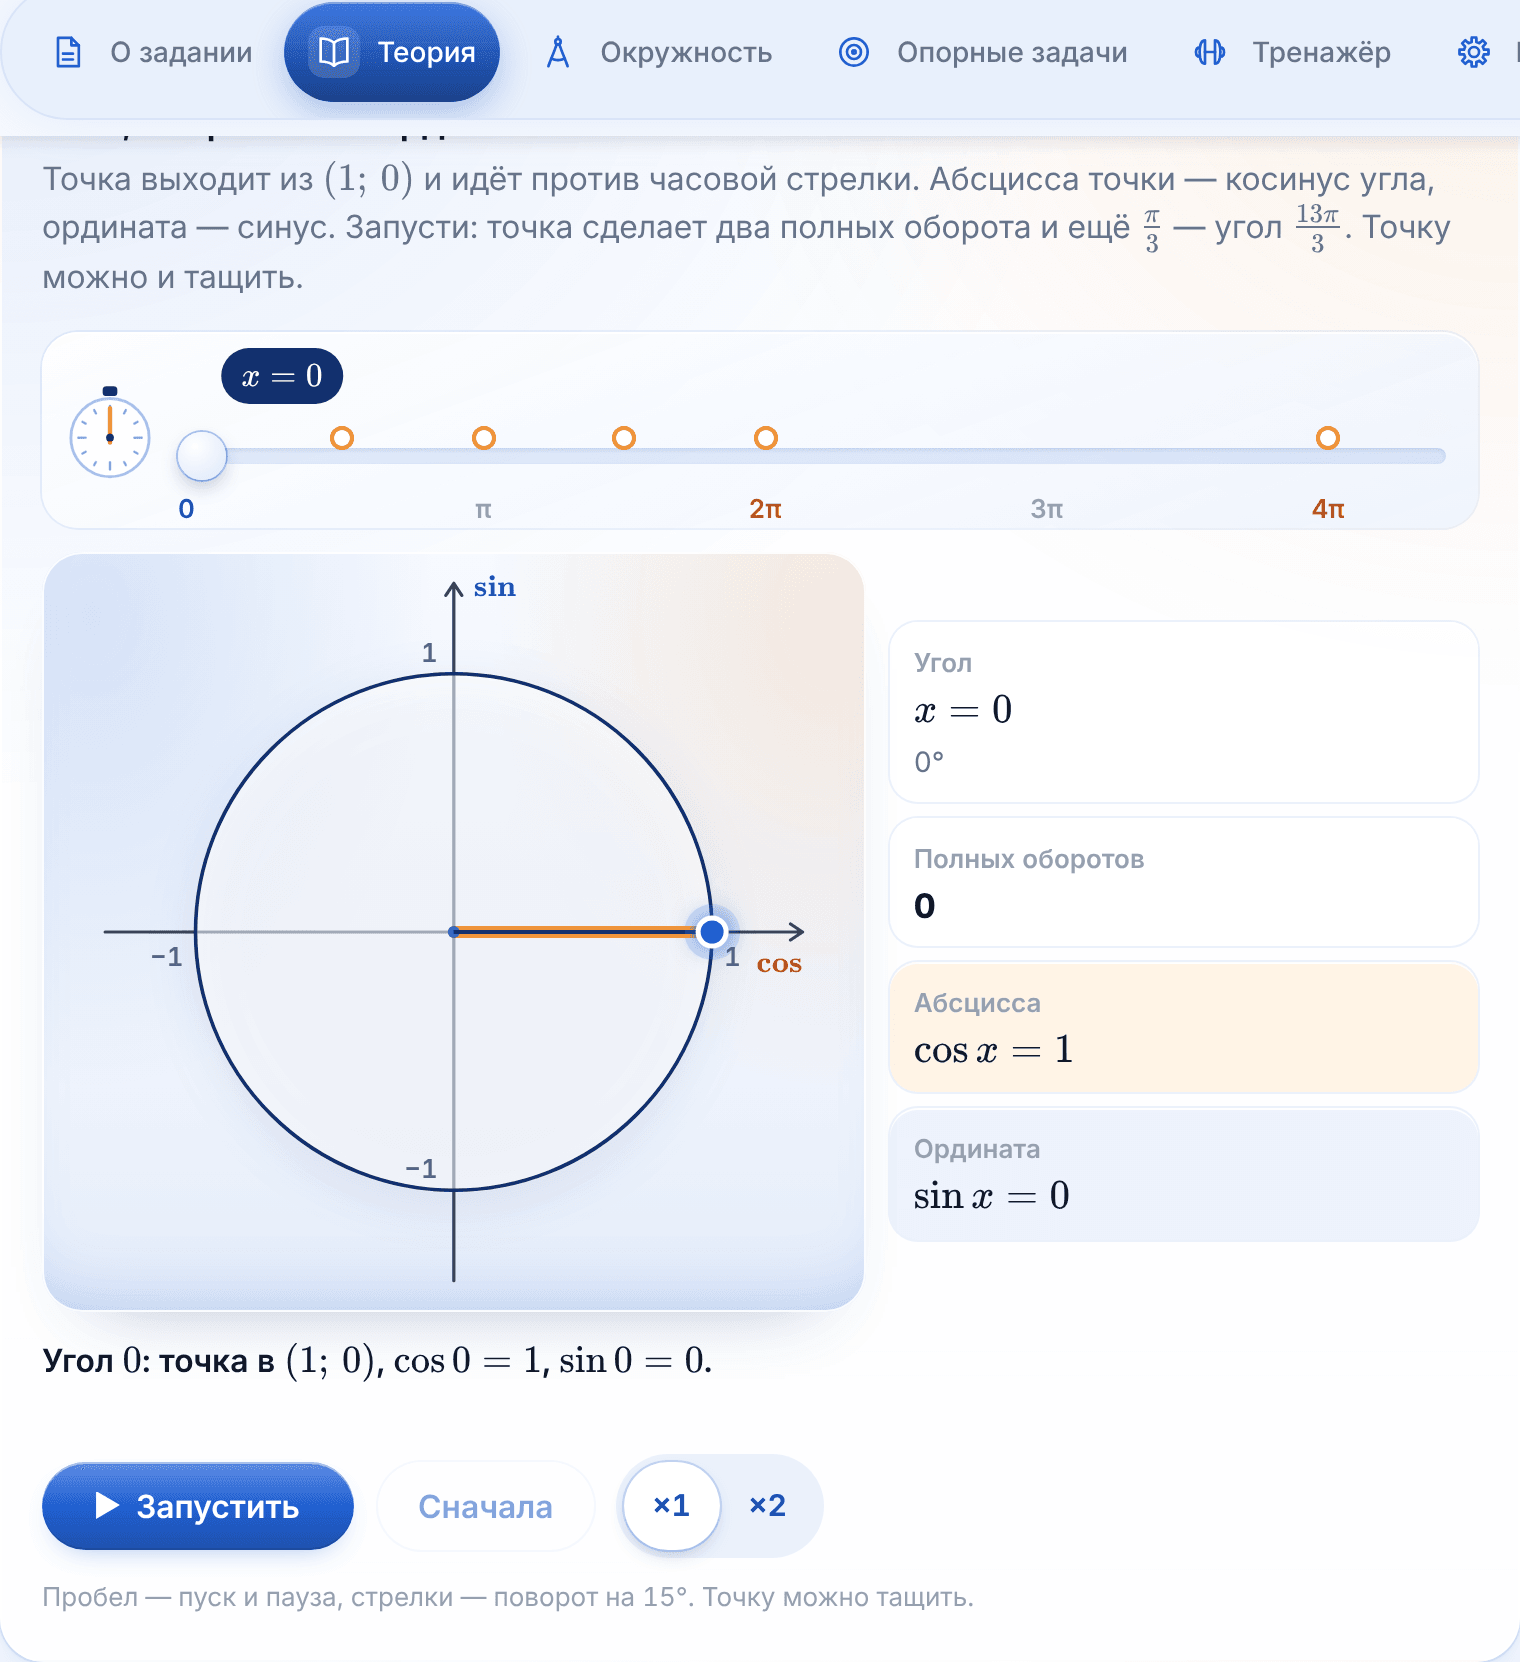 О задании Теория Окружность Опорные задачи Тренажёр
Точка выходит из (1; 0) и идёт против часовой стрелки. Абсцисса точки — косинус угла,
ордината — синус. Запусти: точка сделает два полных оборота и ещё π/3 — угол 13π/3. Точку
можно и тащить.
x = 0
0 π 2π 3π 4π
sin
1
−1
1
cos
−1
Угол
x = 0
0°
Полных оборотов
0
Абсцисса
cos x = 1
Ордината
sin x = 0
Угол 0: точка в (1; 0), cos 0 = 1, sin 0 = 0.
Запустить Сначала ×1 ×2
Пробел — пуск и пауза, стрелки — поворот на 15°. Точку можно тащить.